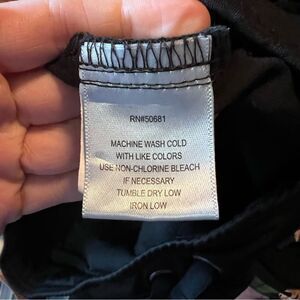 RN#50681
MACHINE WASH COLD
WITH LIKE COLORS
USE NON-CHLORINE BLEACH
IF NECESSARY
TUMBLE DRY LOW
IRON LOW